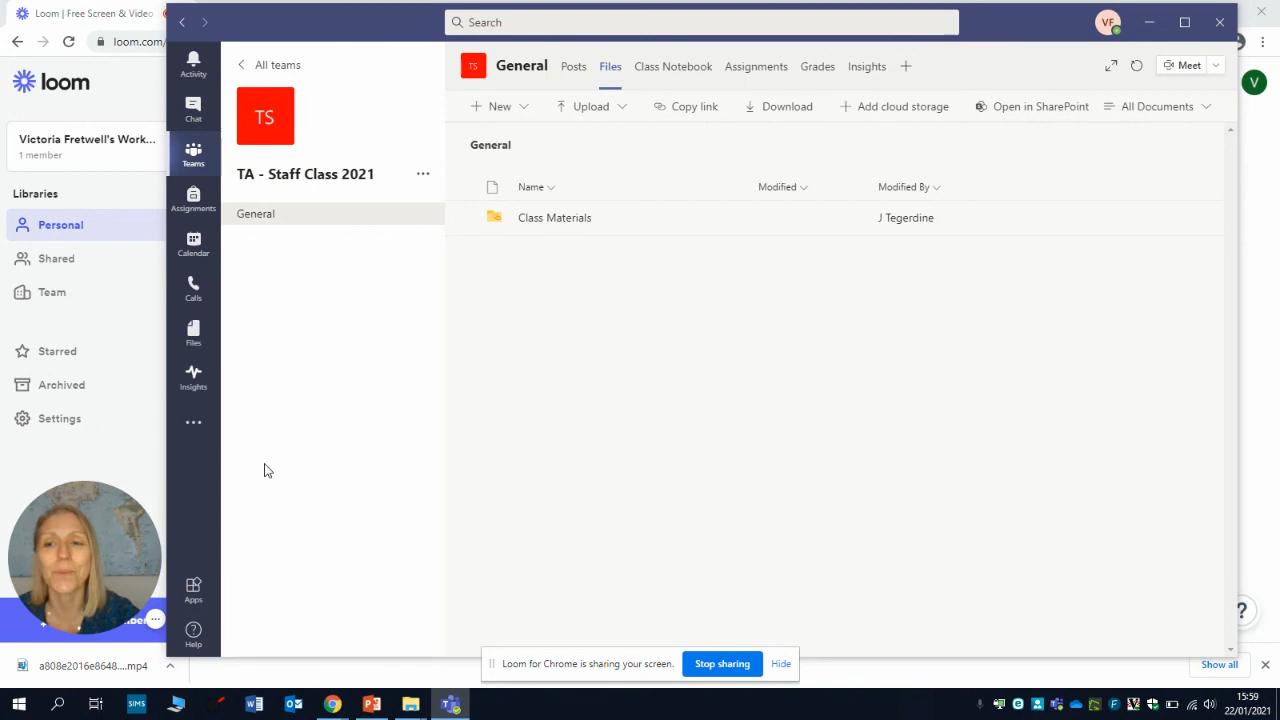 Loom | Free Screen & Video
loom.com/
loom
Victoria Fretwell's Work...
1 member
Libraries
Personal
Shared
Team
Starred
Archived
Settings
Search
VF
Activity
Chat
Teams
Assignments
Calendar
Calls
Files
Insights
Apps
Help
All teams
TS
TA - Staff Class 2021
General
TS
General
Posts
Files
Class Notebook
Assignments
Grades
Insights
Meet
New
Upload
Copy link
Download
Add cloud storage
Open in SharePoint
All Documents
General
Name
Modified
Modified By
Class Materials
J Tegerdine
V
Loom for Chrome is sharing your screen.
Stop sharing
Hide
a808e2016e8648....mp4
Show all
SIMS
15:59
22/01/2021